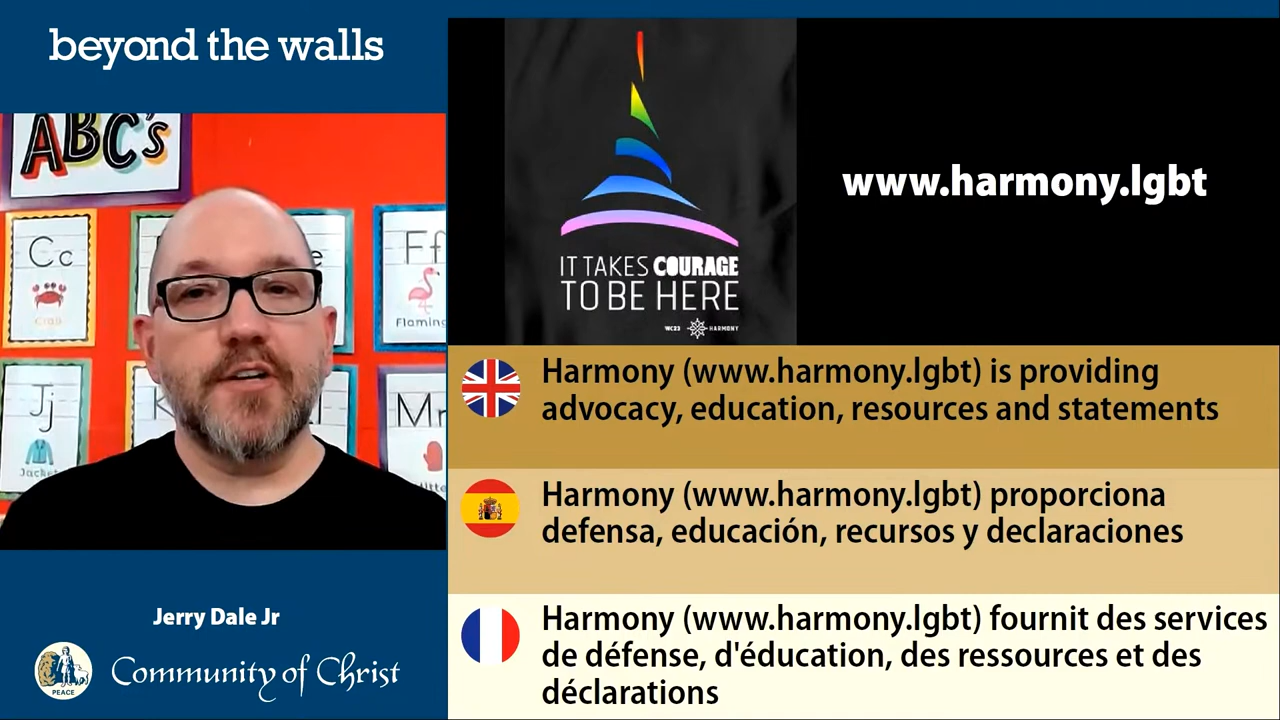 beyond the walls
ABC's
Cc
e
Ff
Crab
Flaming
Jj
K
l
Mm
Jacket
www.harmony.lgbt
IT TAKES COURAGE
TO BE HERE
WC23 HARMONY
Harmony (www.harmony.lgbt) is providing
advocacy, education, resources and statements
Harmony (www.harmony.lgbt) proporciona
defensa, educación, recursos y declaraciones
Harmony (www.harmony.lgbt) fournit des services
de défense, d'éducation, des ressources et des
déclarations
Jerry Dale Jr
PEACE
Community of Christ